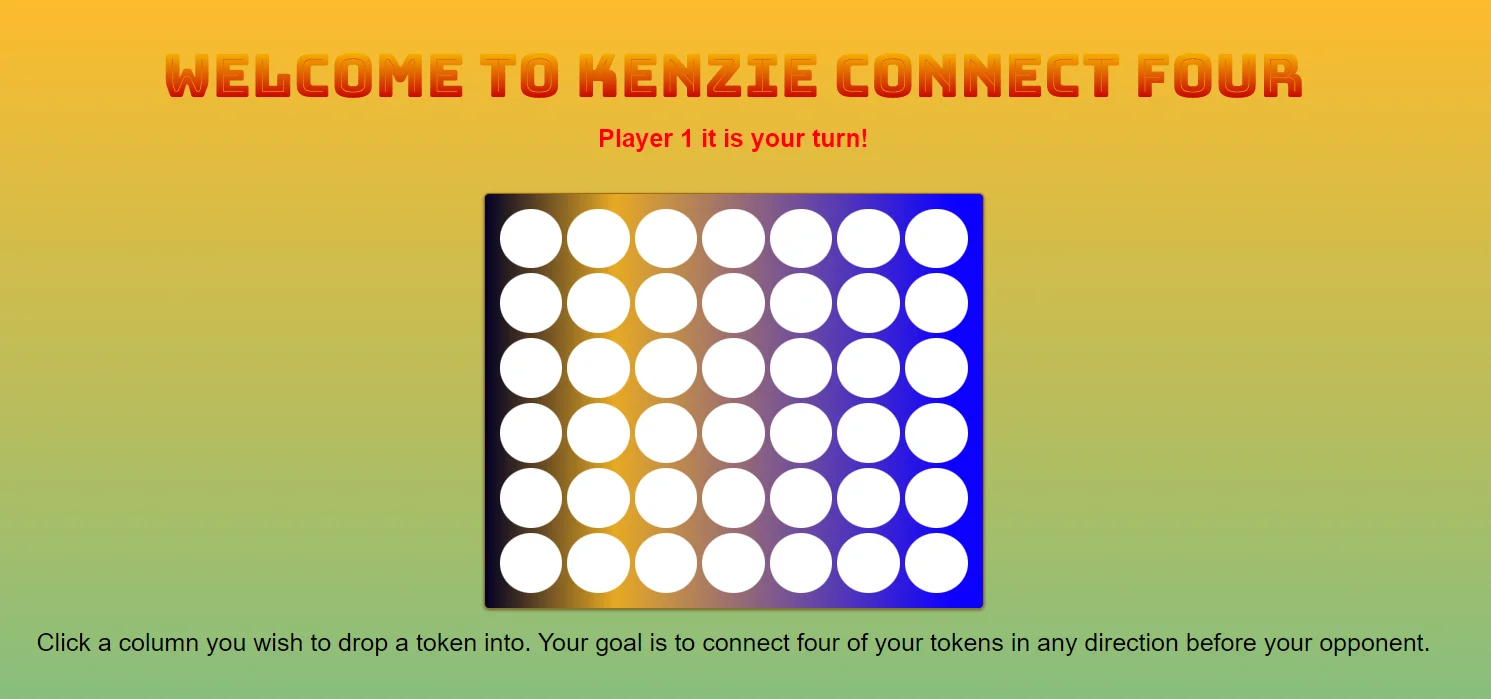 WELCOME TO KENZIE CONNECT FOUR
Player 1 it is your turn!
Click a column you wish to drop a token into. Your goal is to connect four of your tokens in any direction before your opponent.